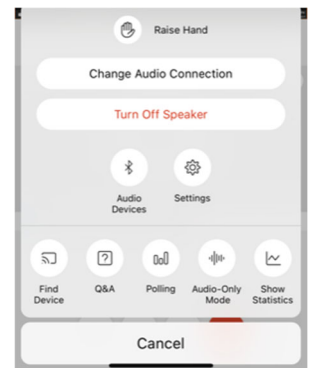 Raise Hand
Change Audio Connection
Turn Off Speaker
Audio
Devices
Settings
Find
Device
Q&A
Polling
Audio-Only
Mode
Show
Statistics
Cancel